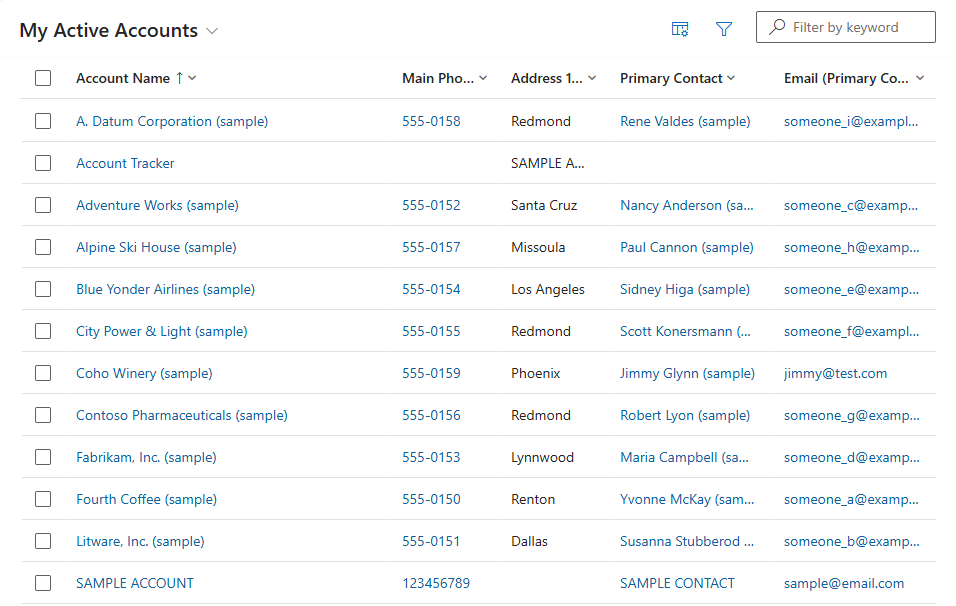 My Active Accounts
Filter by keyword
Account Name ↑ Main Pho... Address 1... Primary Contact Email (Primary Co...
A. Datum Corporation (sample) 555-0158 Redmond Rene Valdes (sample) someone_i@exampl...
Account Tracker SAMPLE A...
Adventure Works (sample) 555-0152 Santa Cruz Nancy Anderson (sa... someone_c@examp...
Alpine Ski House (sample) 555-0157 Missoula Paul Cannon (sample) someone_h@examp...
Blue Yonder Airlines (sample) 555-0154 Los Angeles Sidney Higa (sample) someone_e@examp...
City Power & Light (sample) 555-0155 Redmond Scott Konersmann (... someone_f@exampl...
Coho Winery (sample) 555-0159 Phoenix Jimmy Glynn (sample) jimmy@test.com
Contoso Pharmaceuticals (sample) 555-0156 Redmond Robert Lyon (sample) someone_g@examp...
Fabrikam, Inc. (sample) 555-0153 Lynnwood Maria Campbell (sa... someone_d@examp...
Fourth Coffee (sample) 555-0150 Renton Yvonne McKay (sam... someone_a@examp...
Litware, Inc. (sample) 555-0151 Dallas Susanna Stubberod ... someone_b@examp...
SAMPLE ACCOUNT 123456789 SAMPLE CONTACT sample@email.com